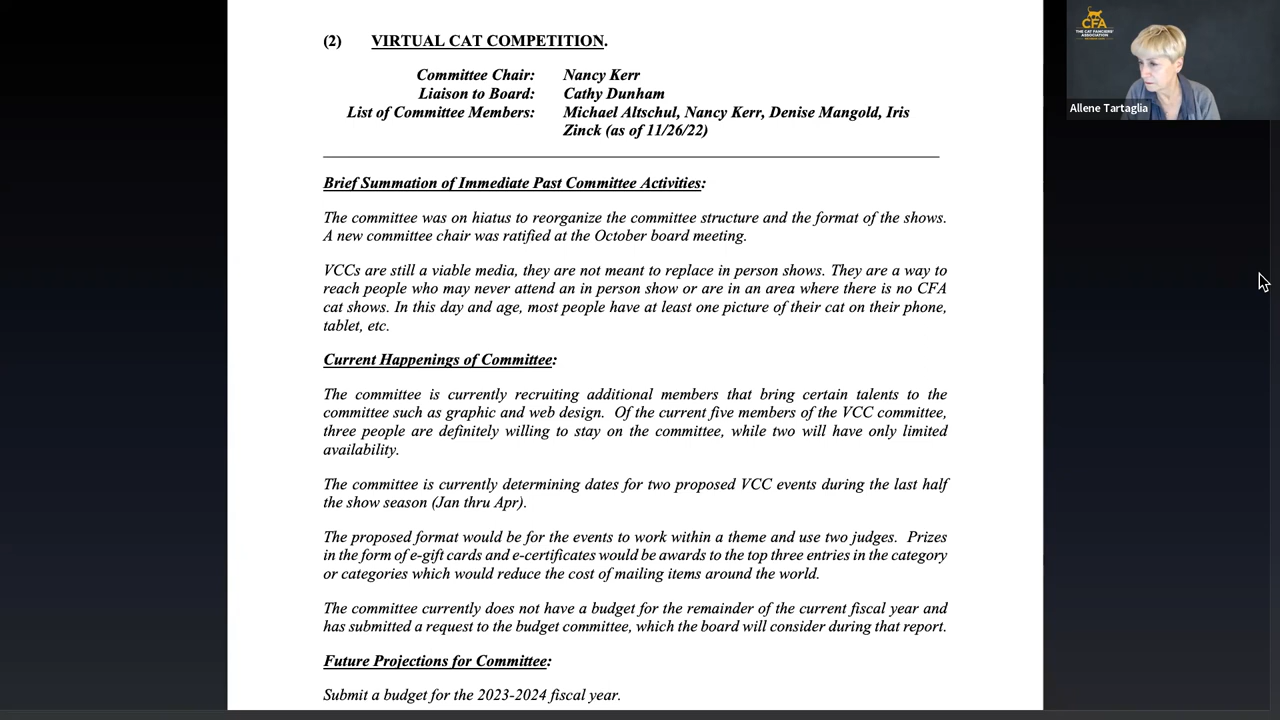 (2) VIRTUAL CAT COMPETITION.
Committee Chair: Nancy Kerr
Liaison to Board: Cathy Dunham
List of Committee Members: Michael Altschul, Nancy Kerr, Denise Mangold, Iris
Zinck (as of 11/26/22)
Brief Summation of Immediate Past Committee Activities:
The committee was on hiatus to reorganize the committee structure and the format of the shows.
A new committee chair was ratified at the October board meeting.
VCCs are still a viable media, they are not meant to replace in person shows. They are a way to
reach people who may never attend an in person show or are in an area where there is no CFA
cat shows. In this day and age, most people have at least one picture of their cat on their phone,
tablet, etc.
Current Happenings of Committee:
The committee is currently recruiting additional members that bring certain talents to the
committee such as graphic and web design. Of the current five members of the VCC committee,
three people are definitely willing to stay on the committee, while two will have only limited
availability.
The committee is currently determining dates for two proposed VCC events during the last half
the show season (Jan thru Apr).
The proposed format would be for the events to work within a theme and use two judges. Prizes
in the form of e-gift cards and e-certificates would be awards to the top three entries in the category
or categories which would reduce the cost of mailing items around the world.
The committee currently does not have a budget for the remainder of the current fiscal year and
has submitted a request to the budget committee, which the board will consider during that report.
Future Projections for Committee:
Submit a budget for the 2023-2024 fiscal year.
CFA
THE CAT FANCIERS'
ASSOCIATION
Allene Tartaglia